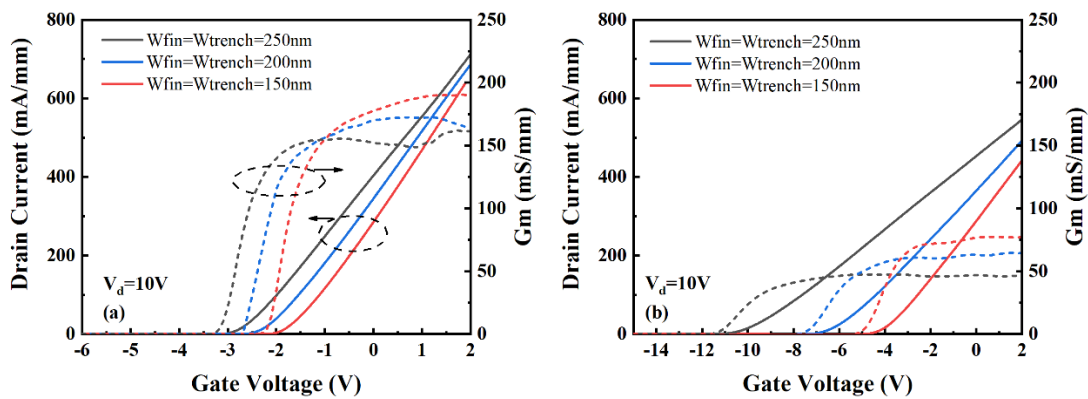 800
600
400
200
0
Drain Current (mA/mm)
Wfin=Wtrench=250nm
Wfin=Wtrench=200nm
Wfin=Wtrench=150nm
V_d=10V
(a)
250
200
150
100
50
0
Gm (mS/mm)
-6 -5 -4 -3 -2 -1 0 1 2
Gate Voltage (V)
800
600
400
200
0
Drain Current (mA/mm)
Wfin=Wtrench=250nm
Wfin=Wtrench=200nm
Wfin=Wtrench=150nm
V_d=10V
(b)
250
200
150
100
50
0
Gm (mS/mm)
-14 -12 -10 -8 -6 -4 -2 0 2
Gate Voltage (V)